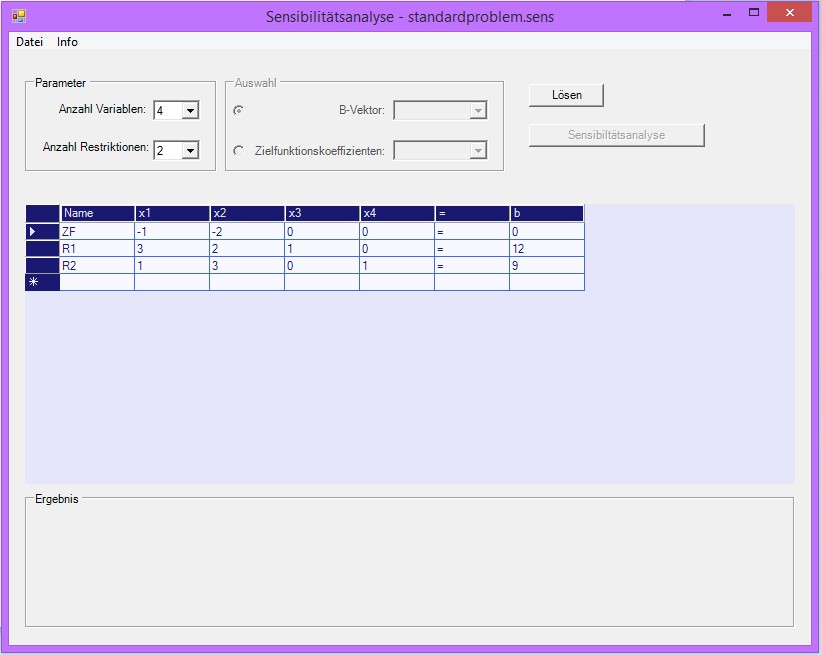 Sensibilitätsanalyse - standardproblem.sens
Datei Info
Parameter
Anzahl Variablen: 4
Anzahl Restriktionen: 2
Auswahl
B-Vektor:
Zielfunktionskoeffizienten:
Lösen
Sensibiltätsanalyse
Name x1 x2 x3 x4 = b
ZF -1 -2 0 0 = 0
R1 3 2 1 0 = 12
R2 1 3 0 1 = 9
Ergebnis